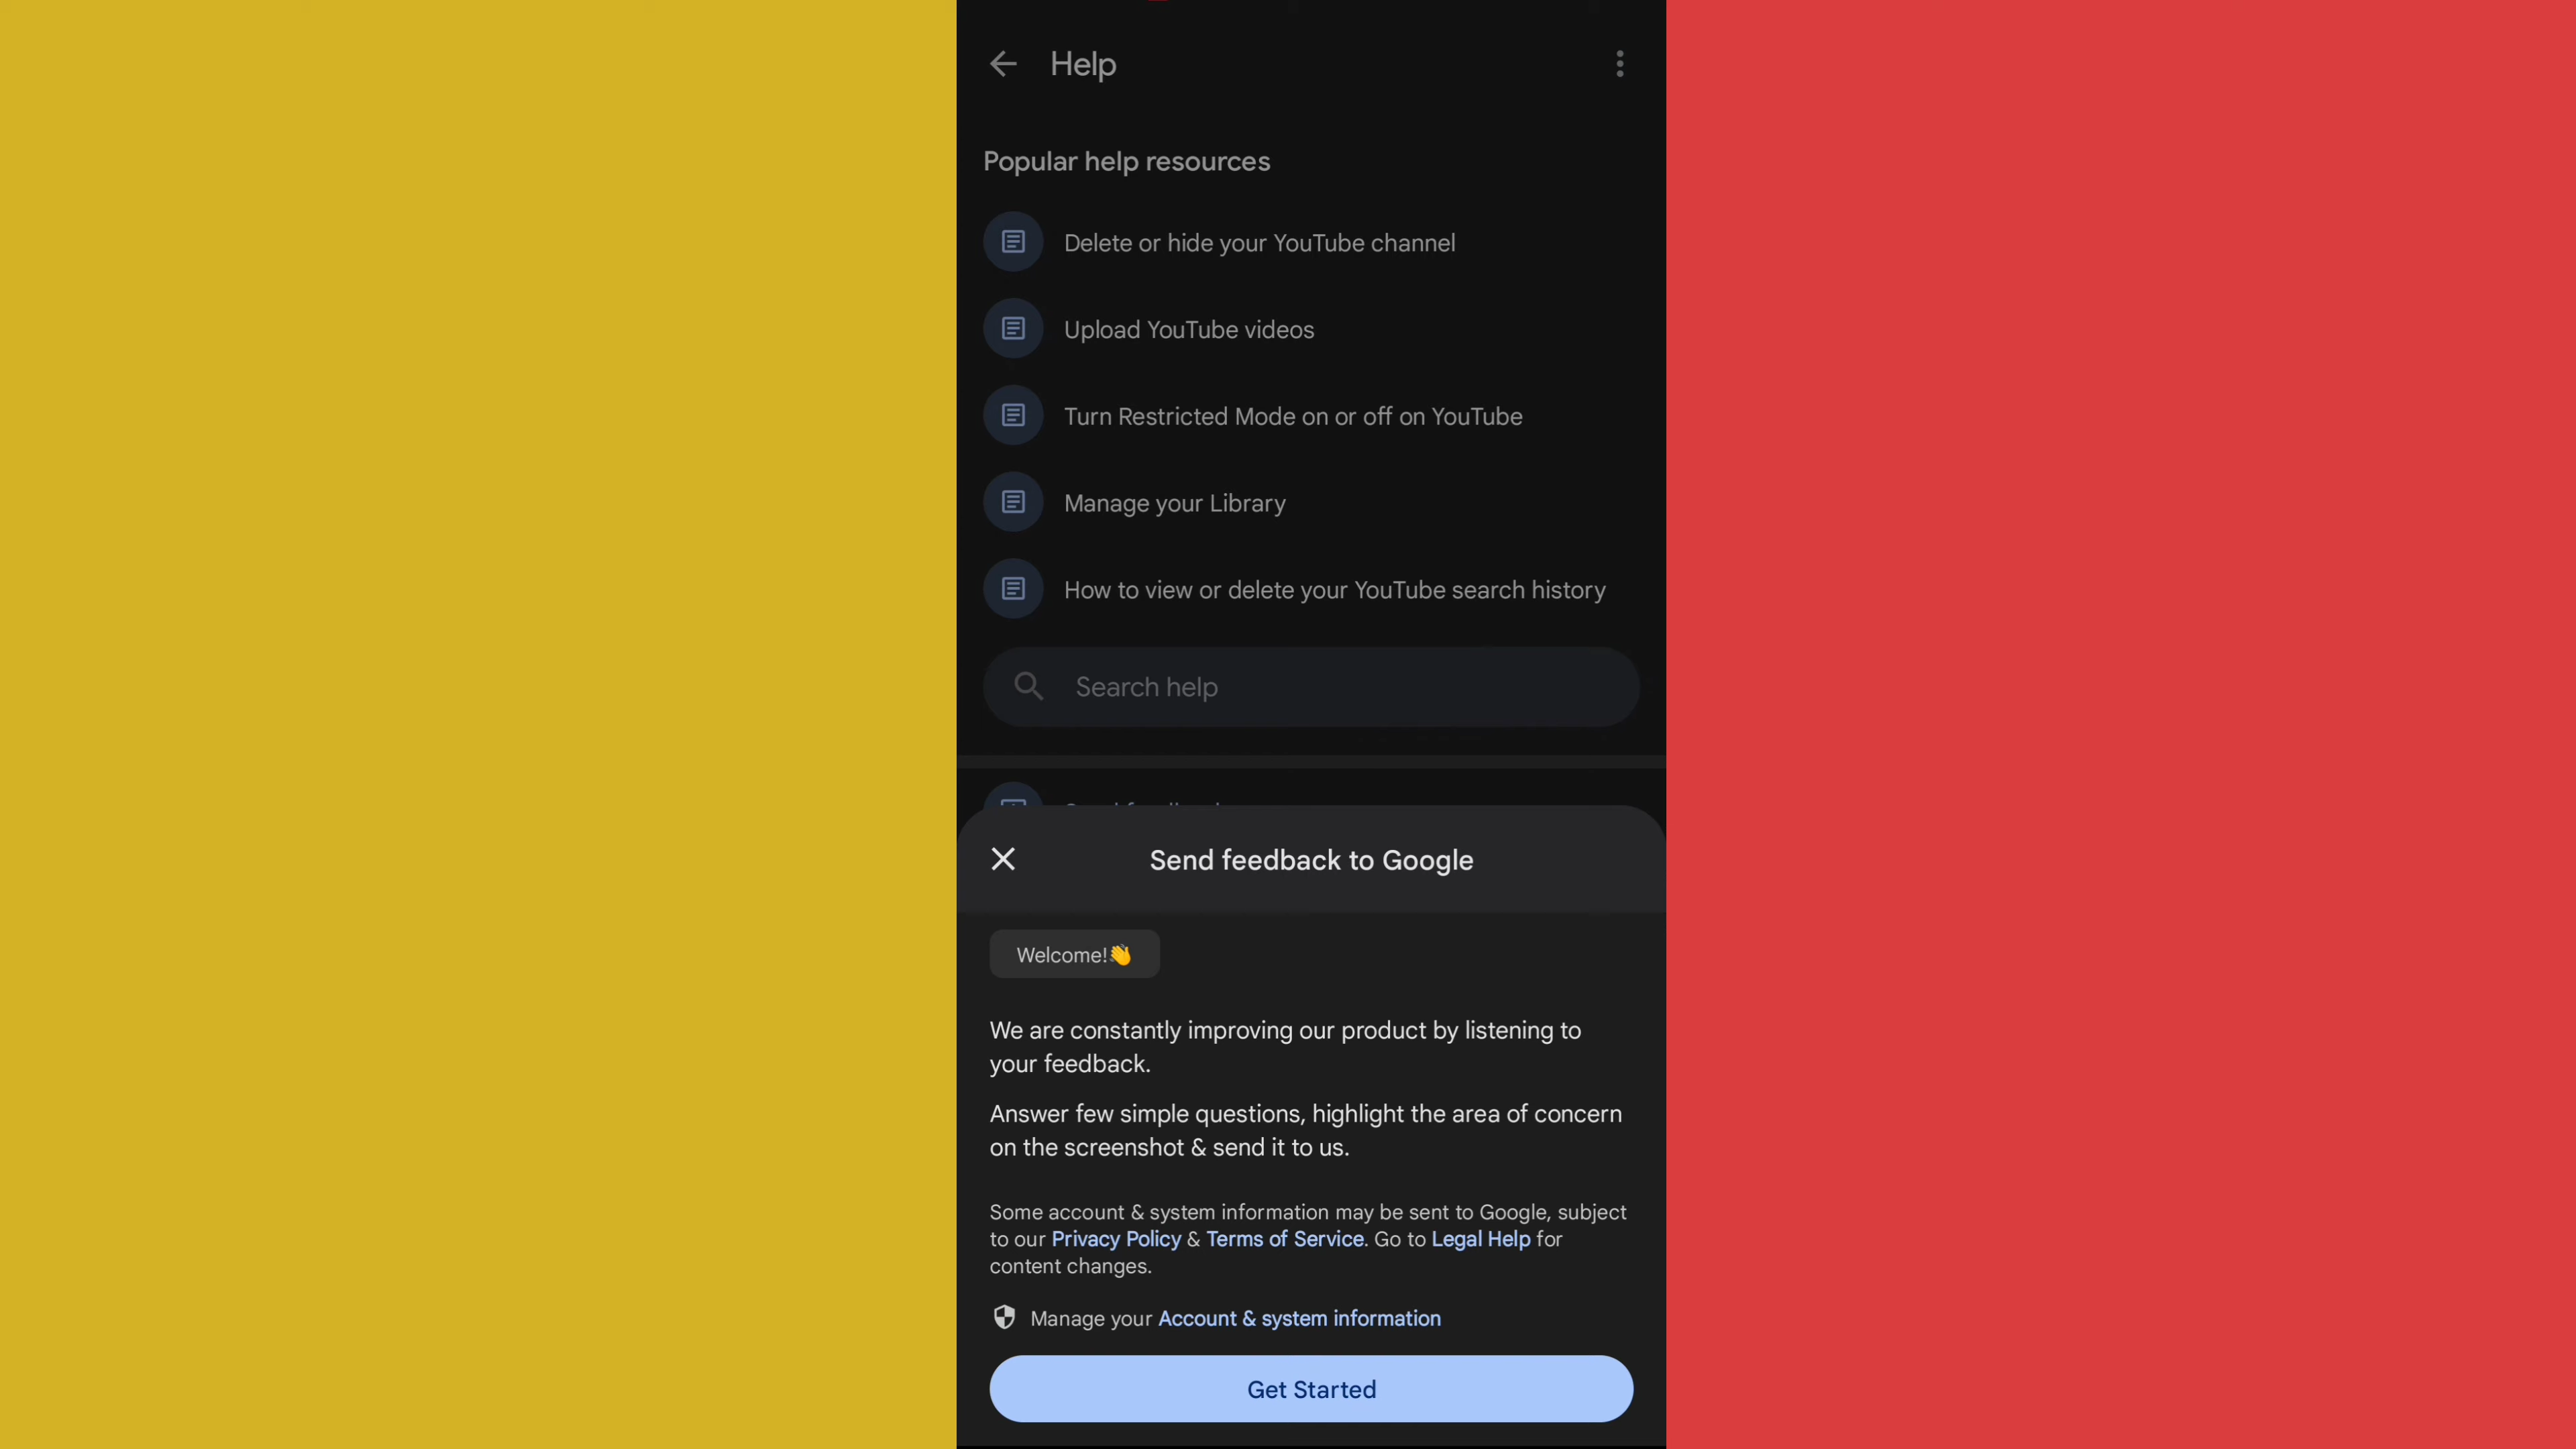 Help
Popular help resources
Delete or hide your YouTube channel
Upload YouTube videos
Turn Restricted Mode on or off on YouTube
Manage your Library
How to view or delete your YouTube search history
Search help
Send feedback to Google
Welcome!👋
We are constantly improving our product by listening to
your feedback.
Answer few simple questions, highlight the area of concern
on the screenshot & send it to us.
Some account & system information may be sent to Google, subject
to our Privacy Policy & Terms of Service. Go to Legal Help for
content changes.
Manage your Account & system information
Get Started